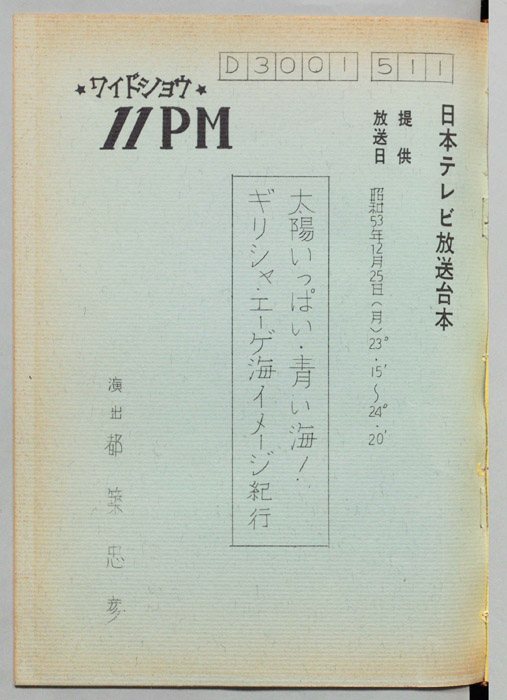 D3001 511
★ワイドショウ★
11PM
日本テレビ放送台本
提供
放送日
昭和53年12月25日(月)23°・15′〜24°・20′
太陽いっぱい・青い海!
ギリシャ・エーゲ海イメージ紀行
演出 都築忠彦